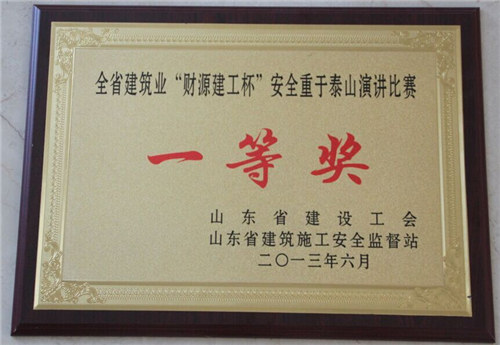 全省建筑业“财源建工杯”安全重于泰山演讲比赛
一等奖
山东省建设工会
山东省建筑施工安全监督站
二〇一三年六月